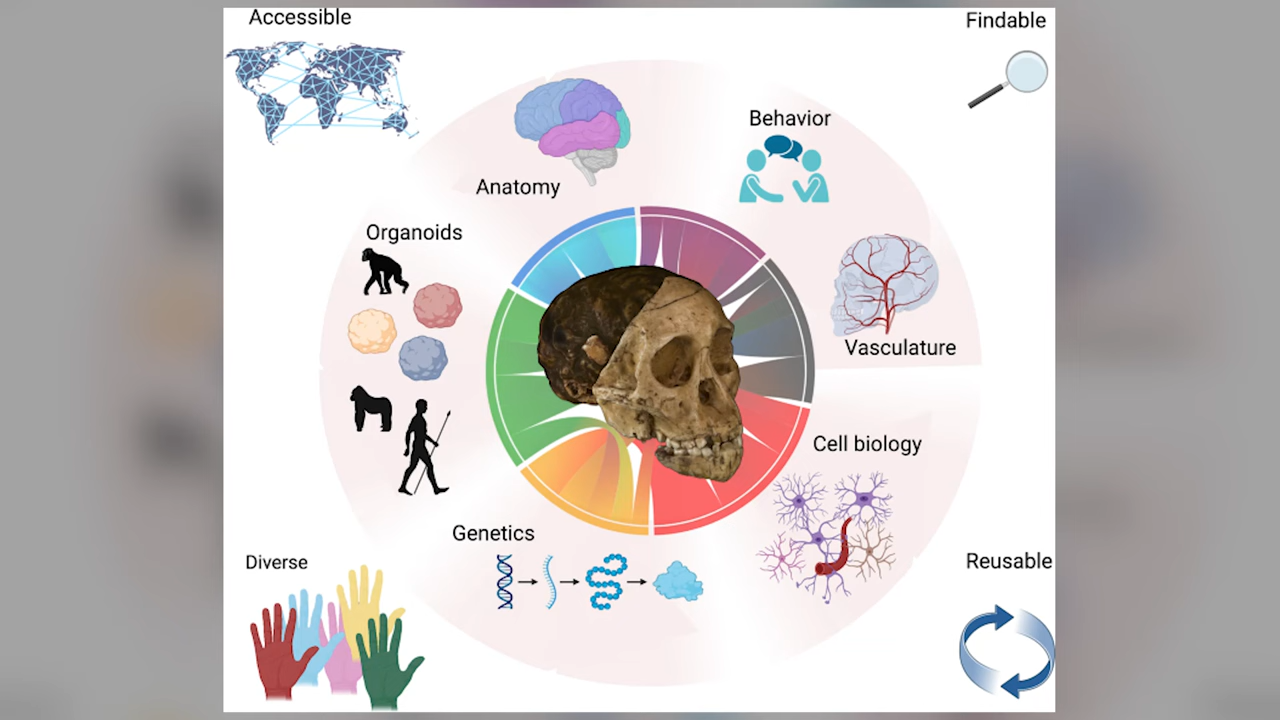 Accessible
Findable
Behavior
Anatomy
Organoids
Vasculature
Cell biology
Genetics
Diverse
Reusable